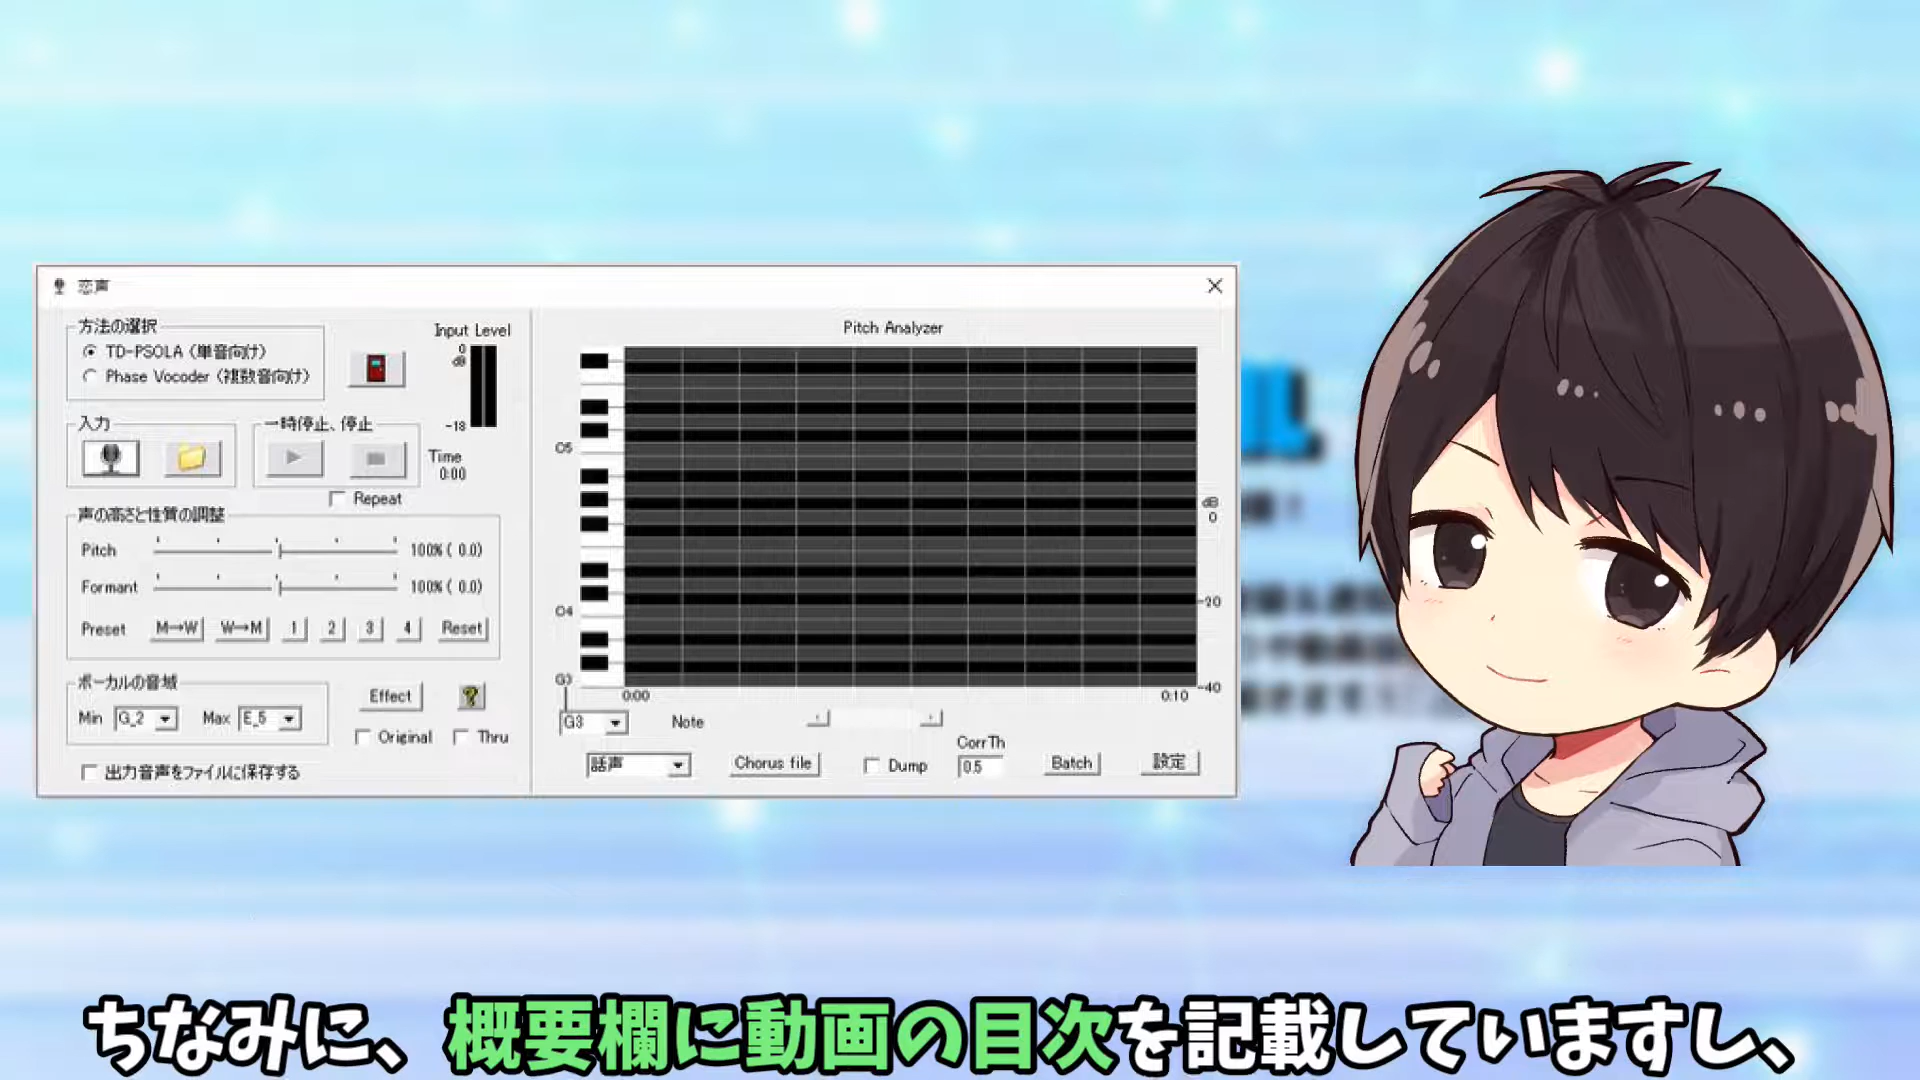 恋声
方法の選択
TD-PSOLA (単音向け)
Phase Vocoder (複数音向け)
Input Level
0
dB
-18
入力
一時停止、停止
Time
0:00
Repeat
声の高さと性質の調整
Pitch
100% ( 0.0)
Formant
100% ( 0.0)
Preset
M→W
W→M
1
2
3
4
Reset
ボーカルの音域
Min
G_2
Max
E_5
Effect
?
Original
Thru
出力音声をファイルに保存する
Pitch Analyzer
C5
C4
G3
dB
0
-20
-40
0:00
0:10
G3
Note
話声
Chorus file
Dump
CorrTh
0.5
Batch
設定
ちなみに、概要欄に動画の目次を記載していますし、